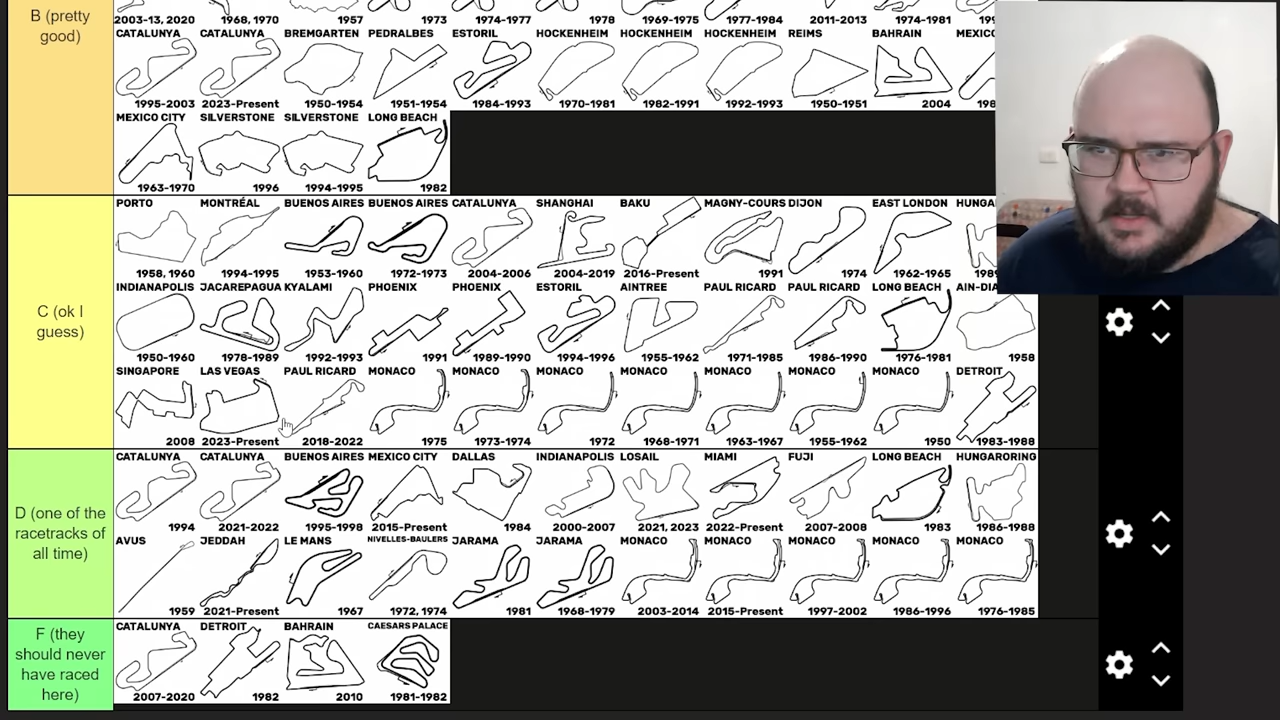 B (pretty
good)
2003-13, 2020 1968, 1970 1957 1973 1974-1977 1978 1969-1975 1977-1984 2011-2013 1974-1981
CATALUNYA CATALUNYA BREMGARTEN PEDRALBES ESTORIL HOCKENHEIM HOCKENHEIM HOCKENHEIM REIMS BAHRAIN MEXIC
1995-2003 2023-Present 1950-1954 1951-1954 1984-1993 1970-1981 1982-1991 1992-1993 1950-1951 2004 198
MEXICO CITY SILVERSTONE SILVERSTONE LONG BEACH
1963-1970 1996 1994-1995 1982
C (ok I
guess)
PORTO MONTRÉAL BUENOS AIRES BUENOS AIRES CATALUNYA SHANGHAI BAKU MAGNY-COURS DIJON EAST LONDON HUNGA
1958, 1960 1994-1995 1953-1960 1972-1973 2004-2006 2004-2019 2016-Present 1991 1974 1962-1965 1989
INDIANAPOLIS JACAREPAGUA KYALAMI PHOENIX PHOENIX ESTORIL AINTREE PAUL RICARD PAUL RICARD LONG BEACH AIN-DIA
1950-1960 1978-1989 1992-1993 1991 1989-1990 1994-1996 1955-1962 1971-1985 1986-1990 1976-1981 1958
SINGAPORE LAS VEGAS PAUL RICARD MONACO MONACO MONACO MONACO MONACO MONACO MONACO DETROIT
2008 2023-Present 2018-2022 1975 1973-1974 1972 1968-1971 1963-1967 1955-1962 1950 1983-1988
D (one of the
racetracks of
all time)
CATALUNYA CATALUNYA BUENOS AIRES MEXICO CITY DALLAS INDIANAPOLIS LOSAIL MIAMI FUJI LONG BEACH HUNGARORING
1994 2021-2022 1995-1998 2015-Present 1984 2000-2007 2021, 2023 2022-Present 2007-2008 1983 1986-1988
AVUS JEDDAH LE MANS NIVELLES-BAULERS JARAMA JARAMA MONACO MONACO MONACO MONACO MONACO
1959 2021-Present 1967 1972, 1974 1981 1968-1979 2003-2014 2015-Present 1997-2002 1986-1996 1976-1985
F (they
should never
have raced
here)
CATALUNYA DETROIT BAHRAIN CAESARS PALACE
2007-2020 1982 2010 1981-1982